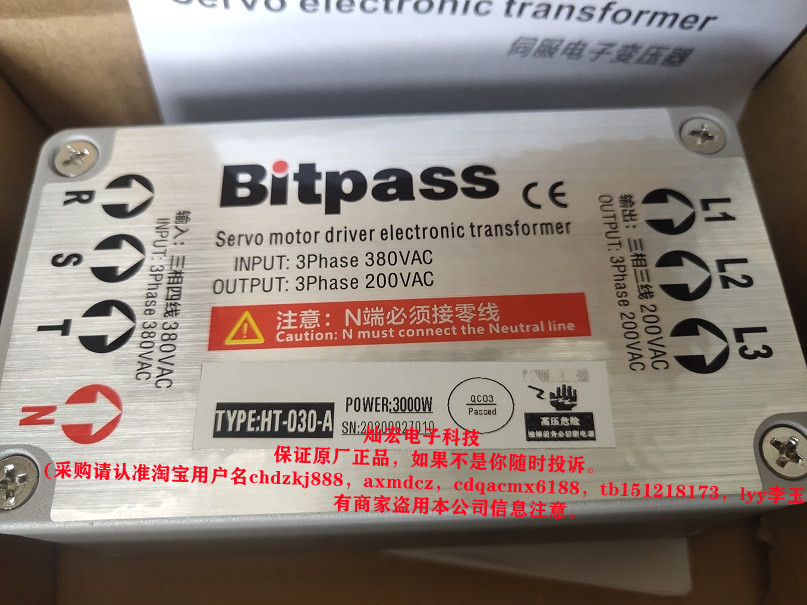 Servo electronic transformer
伺服电子变压器
Bitpass
CE
Servo motor driver electronic transformer
INPUT: 3Phase 380VAC
OUTPUT: 3Phase 200VAC
注意：N端必须接零线
Caution: N must connect the Neutral line
R
S
T
N
输入：三相四线 380VAC
INPUT: 3Phase 380VAC
输出：三相三线 200VAC
OUTPUT: 3Phase 200VAC
L1
L2
L3
TYPE:HT-030-A
POWER:3000W
QC03
Passed
高压危险
灿宏电子科技
保证原厂正品，如果不是你随时投诉。
（采购请认准淘宝用户名chdzkj888，axmdcz，cdqacmx6188，tb151218173，lyy李玉
有商家盗用本公司信息注意。